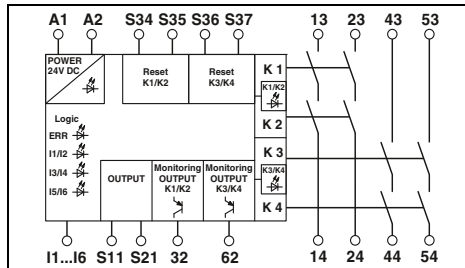 A1 A2 S34 S35 S36 S37 13 23 43 53
POWER
24V DC
Reset
K1/K2
Reset
K3/K4
K 1
K1/K2
K 2
Logic
ERR
I1/I2
I3/I4
I5/I6
OUTPUT
Monitoring
OUTPUT
K1/K2
Monitoring
OUTPUT
K3/K4
K 3
K3/K4
K 4
I1...I6 S11 S21 32 62 14 24 44 54